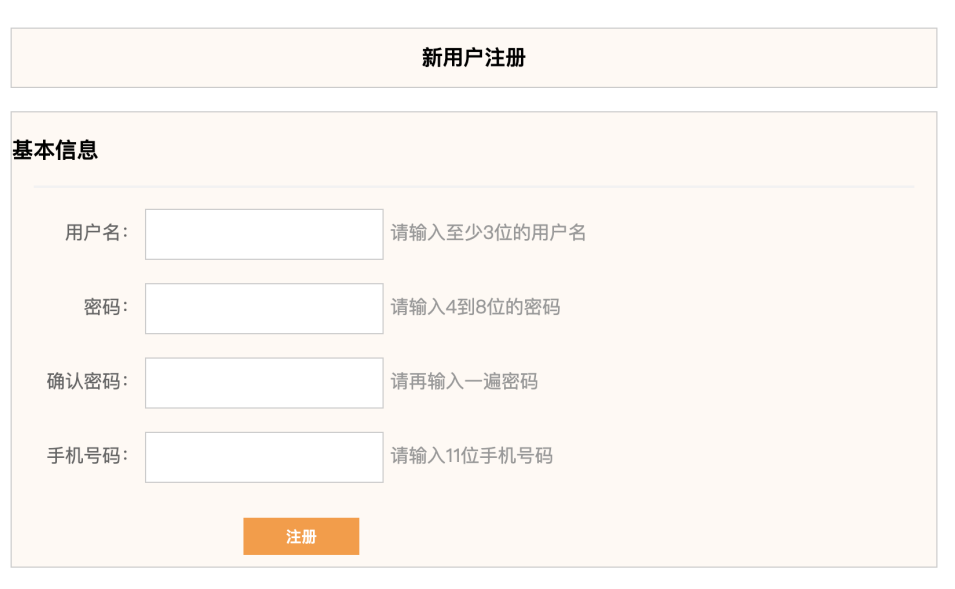 新用户注册
基本信息
用户名： 请输入至少3位的用户名
密码： 请输入4到8位的密码
确认密码： 请再输入一遍密码
手机号码： 请输入11位手机号码
注册